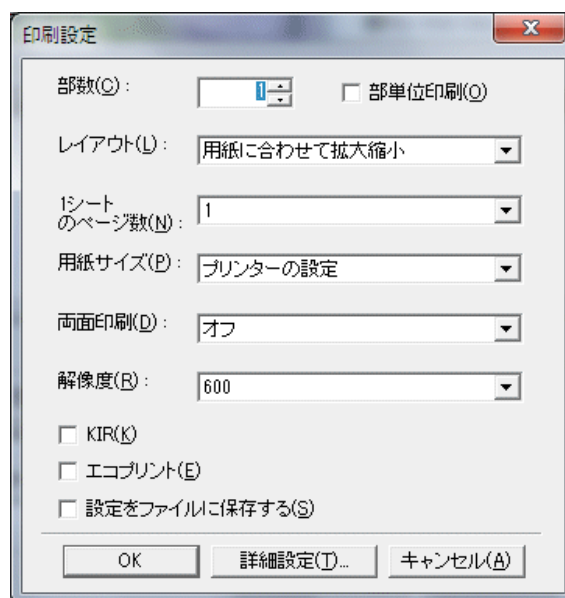 印刷設定
部数(C): 1 部単位印刷(O)
レイアウト(L): 用紙に合わせて拡大縮小
1シート
のページ数(N): 1
用紙サイズ(P): プリンターの設定
両面印刷(D): オフ
解像度(R): 600
KIR(K)
エコプリント(E)
設定をファイルに保存する(S)
OK 詳細設定(T)... キャンセル(A)